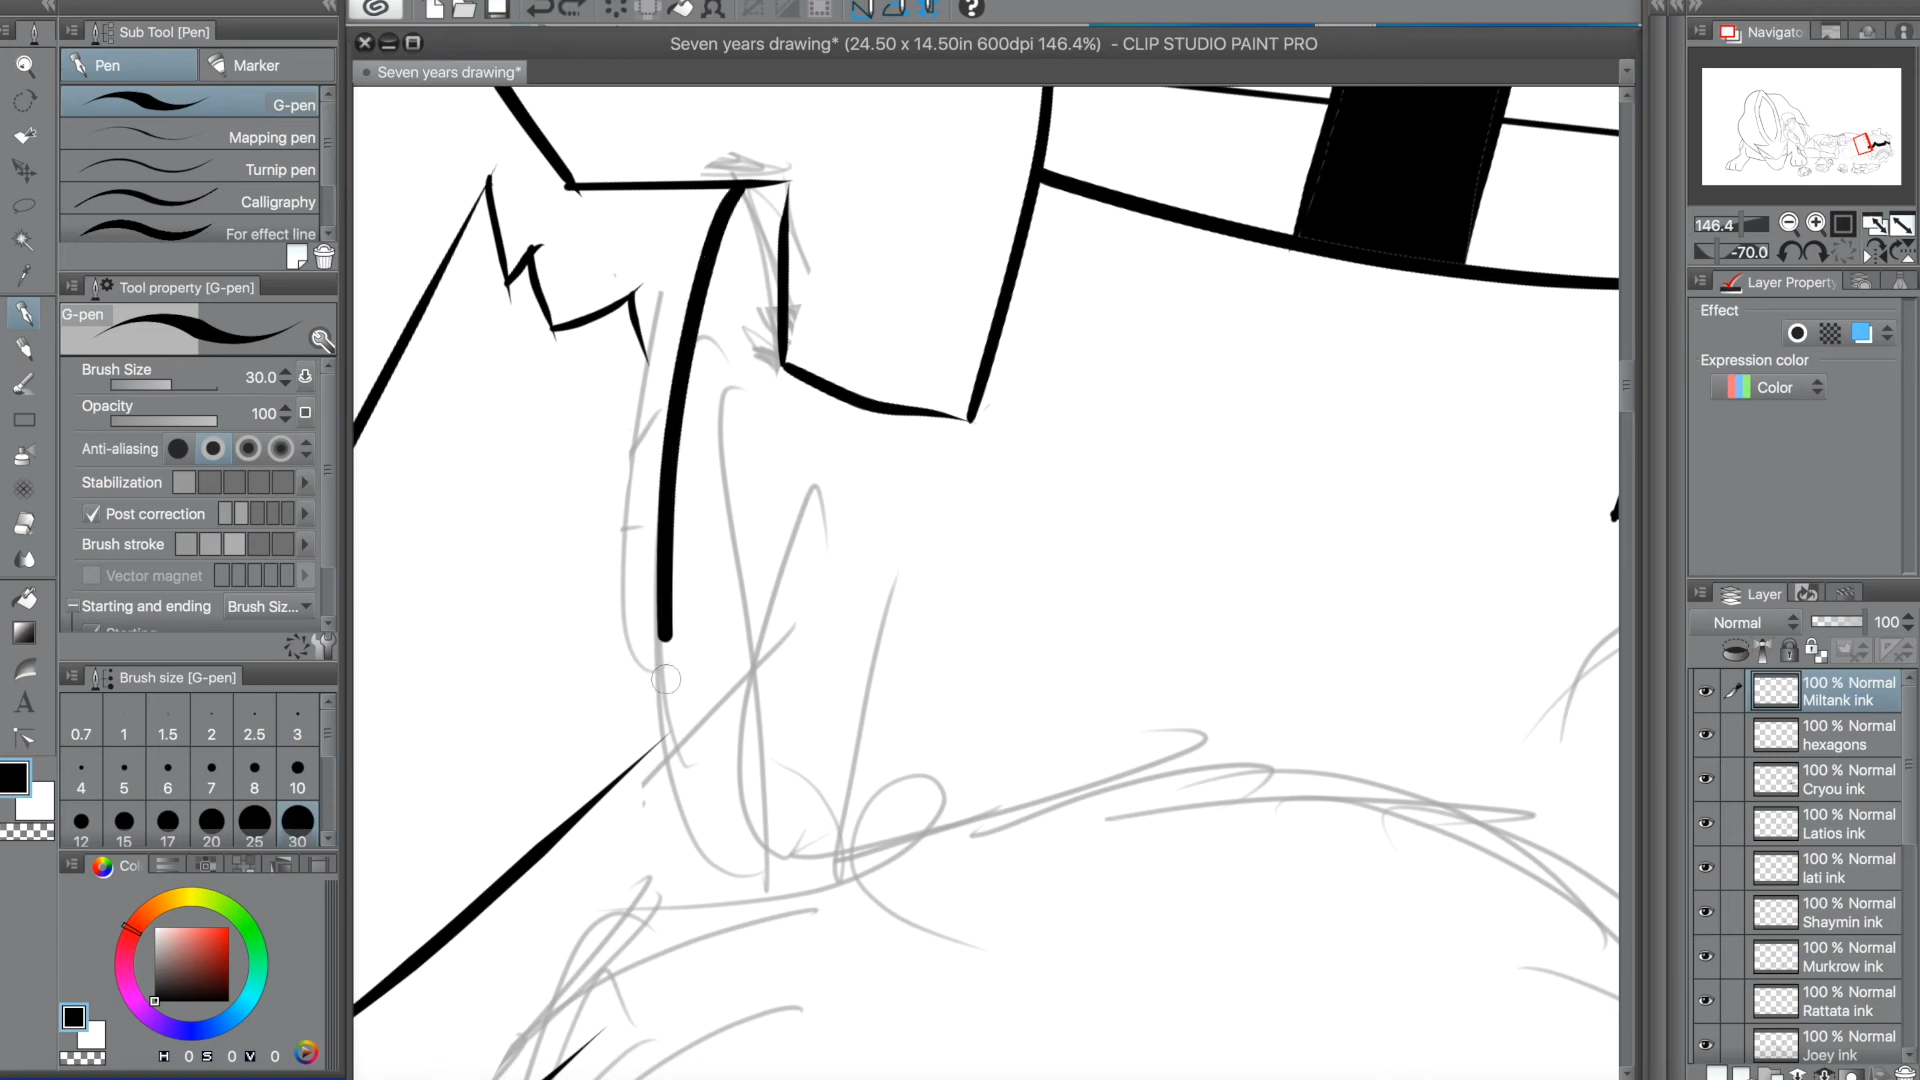 Sub Tool [Pen]
Pen
Marker
G-pen
Mapping pen
Turnip pen
Calligraphy
For effect line
Tool property [G-pen]
G-pen
Brush Size 30.0
Opacity 100
Anti-aliasing
Stabilization
Post correction
Brush stroke
Vector magnet
Starting and ending Brush Siz...
Brush size [G-pen]
0.7 1 1.5 2 2.5 3
4 5 6 7 8 10
12 15 17 20 25 30
Col
H 0 S 0 V 0
Seven years drawing* (24.50 x 14.50in 600dpi 146.4%) - CLIP STUDIO PAINT PRO
Seven years drawing*
Navigato
146.4
-70.0
Layer Property
Effect
Expression color
Color
Layer
Normal 100
100 % Normal
Miltank ink
100 % Normal
hexagons
100 % Normal
Cryou ink
100 % Normal
Latios ink
100 % Normal
lati ink
100 % Normal
Shaymin ink
100 % Normal
Murkrow ink
100 % Normal
Rattata ink
100 % Normal
Joey ink